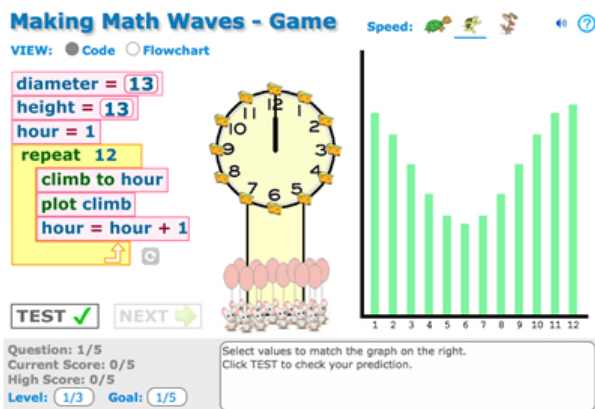 Making Math Waves - Game
Speed:
VIEW: Code Flowchart
diameter = 13
height = 13
hour = 1
repeat 12
climb to hour
plot climb
hour = hour + 1
12
1
2
3
4
5
6
7
8
9
10
11
1 2 3 4 5 6 7 8 9 10 11 12
TEST NEXT
Question: 1/5
Current Score: 0/5
High Score: 0/5
Level: 1/3 Goal: 1/5
Select values to match the graph on the right.
Click TEST to check your prediction.